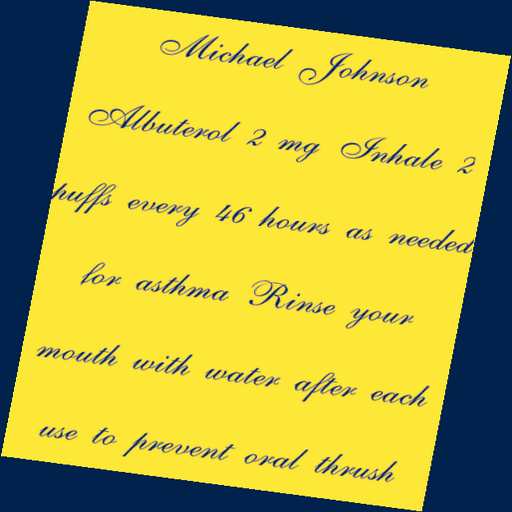 Michael Johnson
Albuterol 2 mg Inhale 2
puffs every 46 hours as needed
for asthma Rinse your
mouth with water after each
use to prevent oral thrush